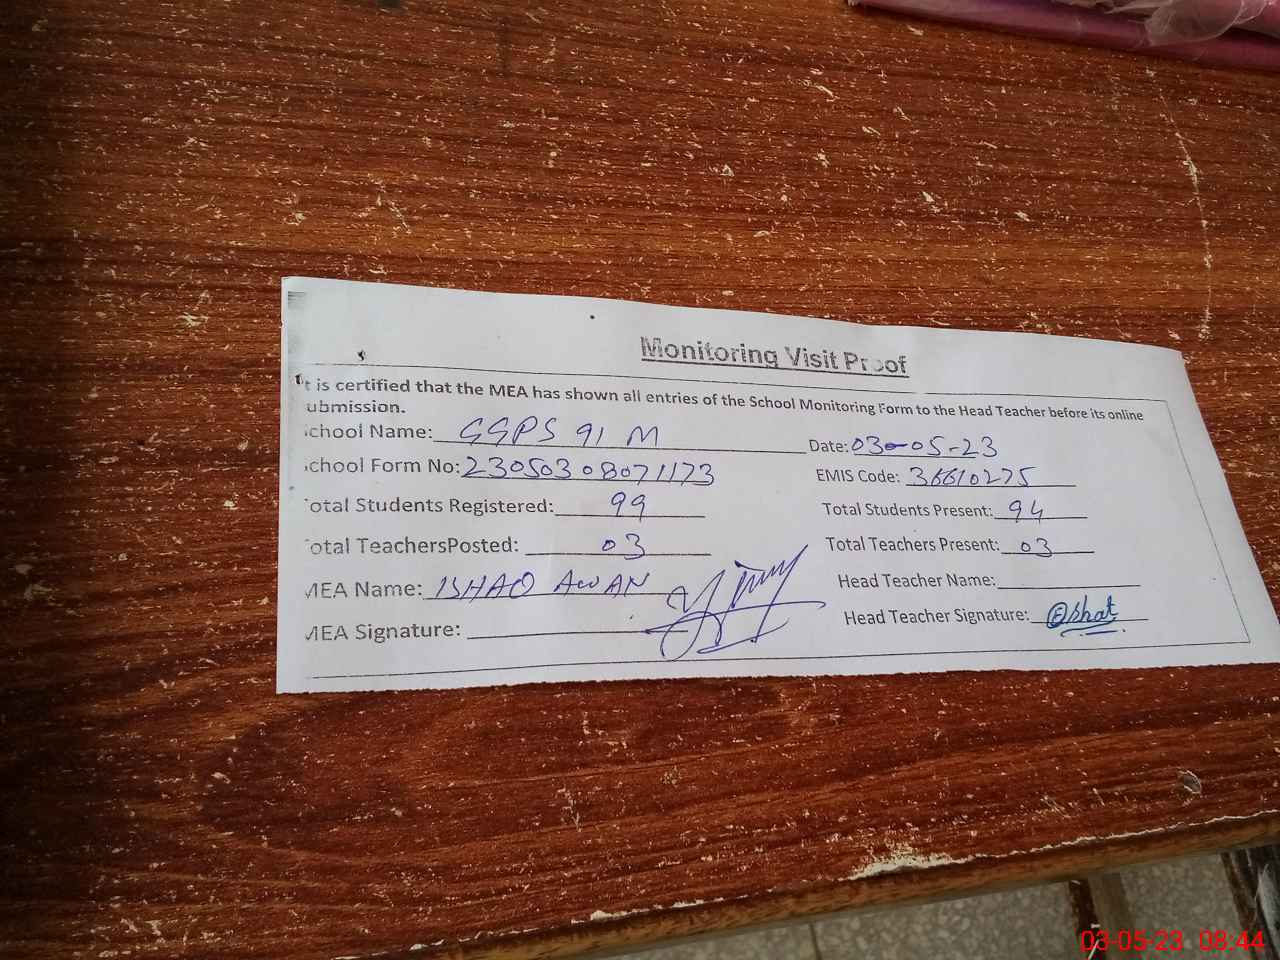 Monitoring Visit Proof
t is certified that the MEA has shown all entries of the School Monitoring Form to the Head Teacher before its online
ubmission.
chool Name: GGPS 91 M Date: 03-05-23
chool Form No: 23050308071173 EMIS Code: 36610275
otal Students Registered: 99 Total Students Present: 94
otal TeachersPosted: 03 Total Teachers Present: 03
MEA Name: ISHAQ AWAN Head Teacher Name:
MEA Signature: Head Teacher Signature:
03-05-23 08:44